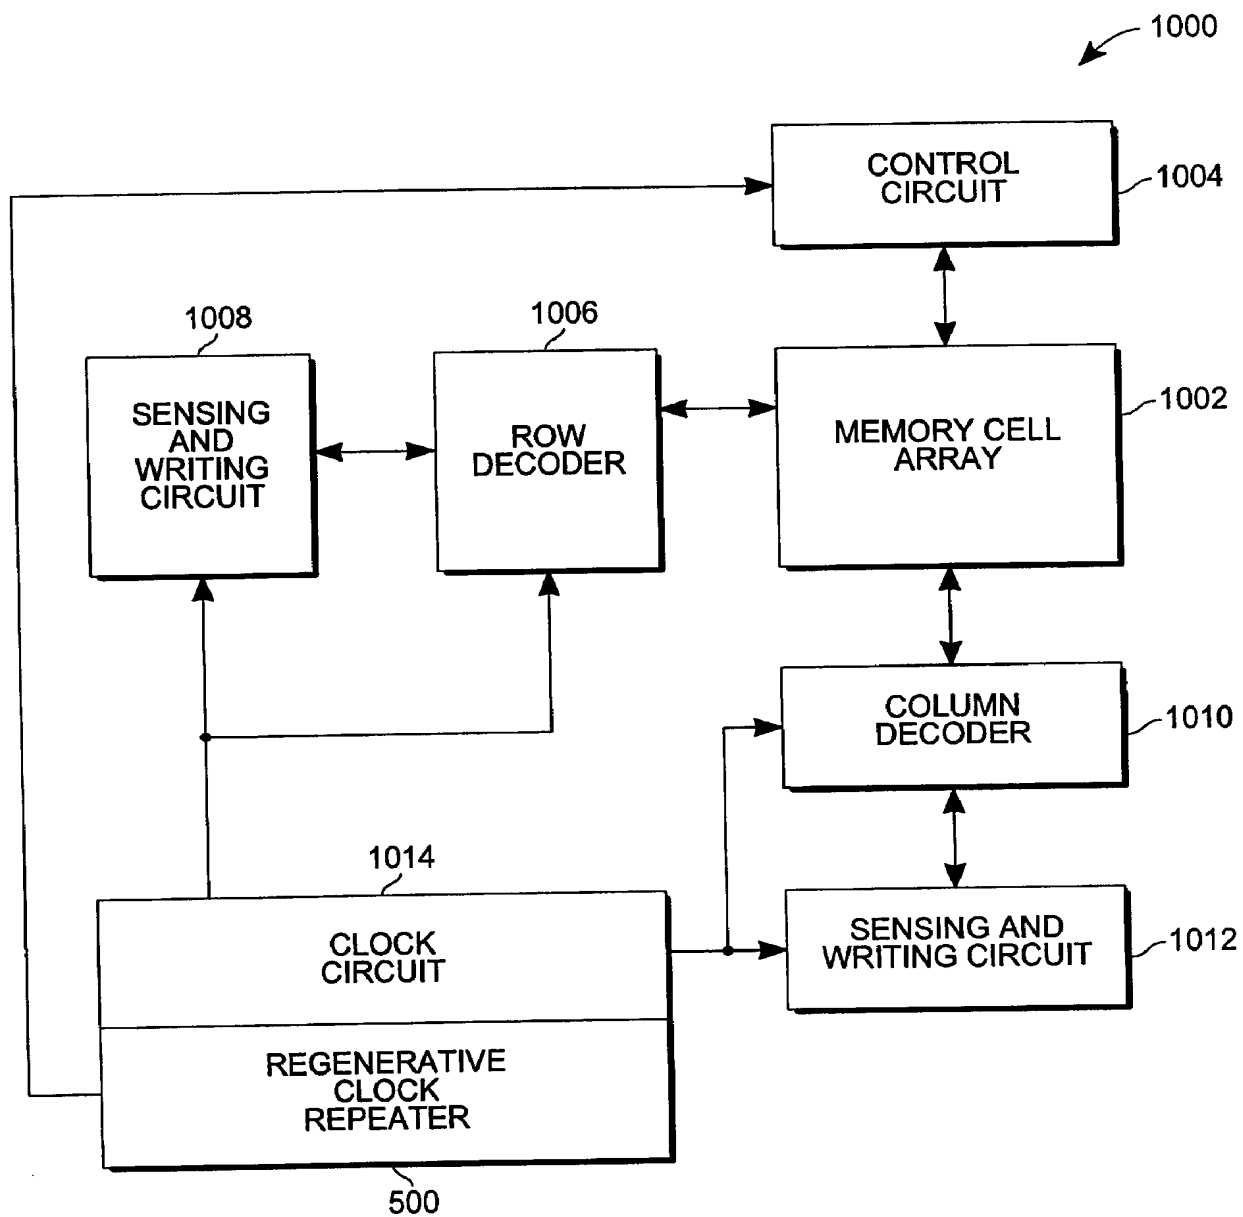 1000
CONTROL
CIRCUIT
1004
1008
1006
SENSING
AND
WRITING
CIRCUIT
ROW
DECODER
MEMORY CELL
ARRAY
1002
COLUMN
DECODER
1010
1014
CLOCK
CIRCUIT
SENSING AND
WRITING CIRCUIT
1012
REGENERATIVE
CLOCK
REPEATER
500